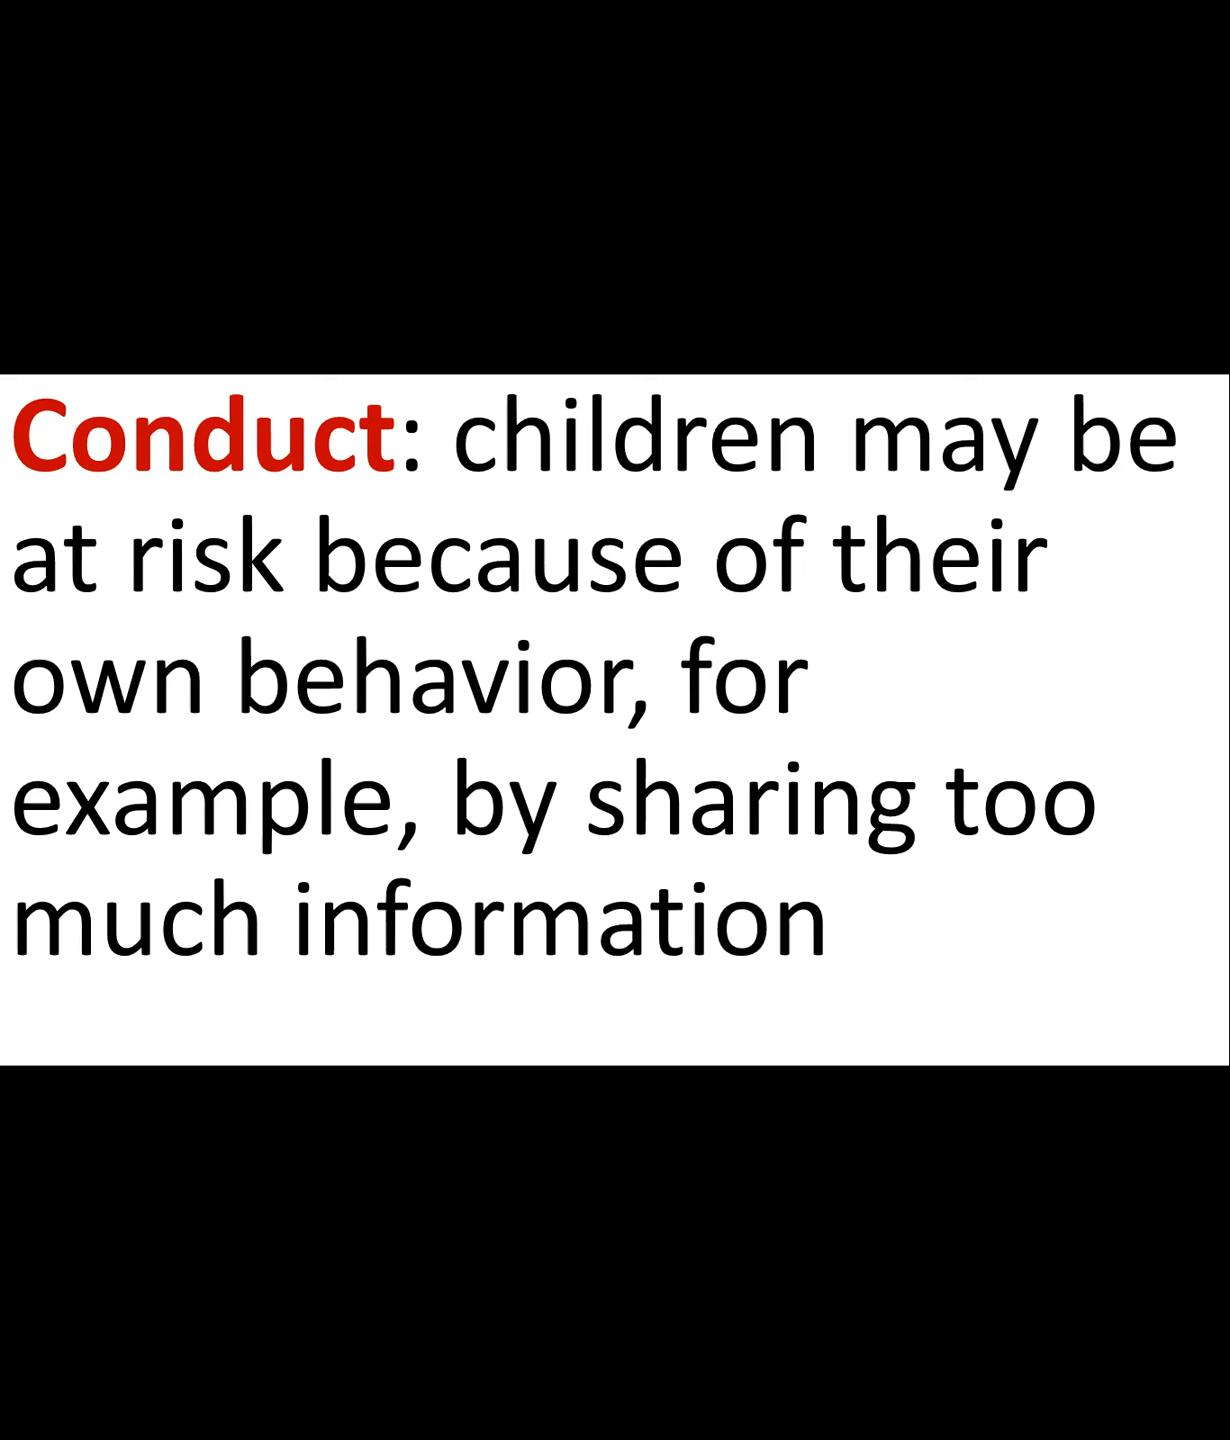 Conduct: children may be
at risk because of their
own behavior, for
example, by sharing too
much information